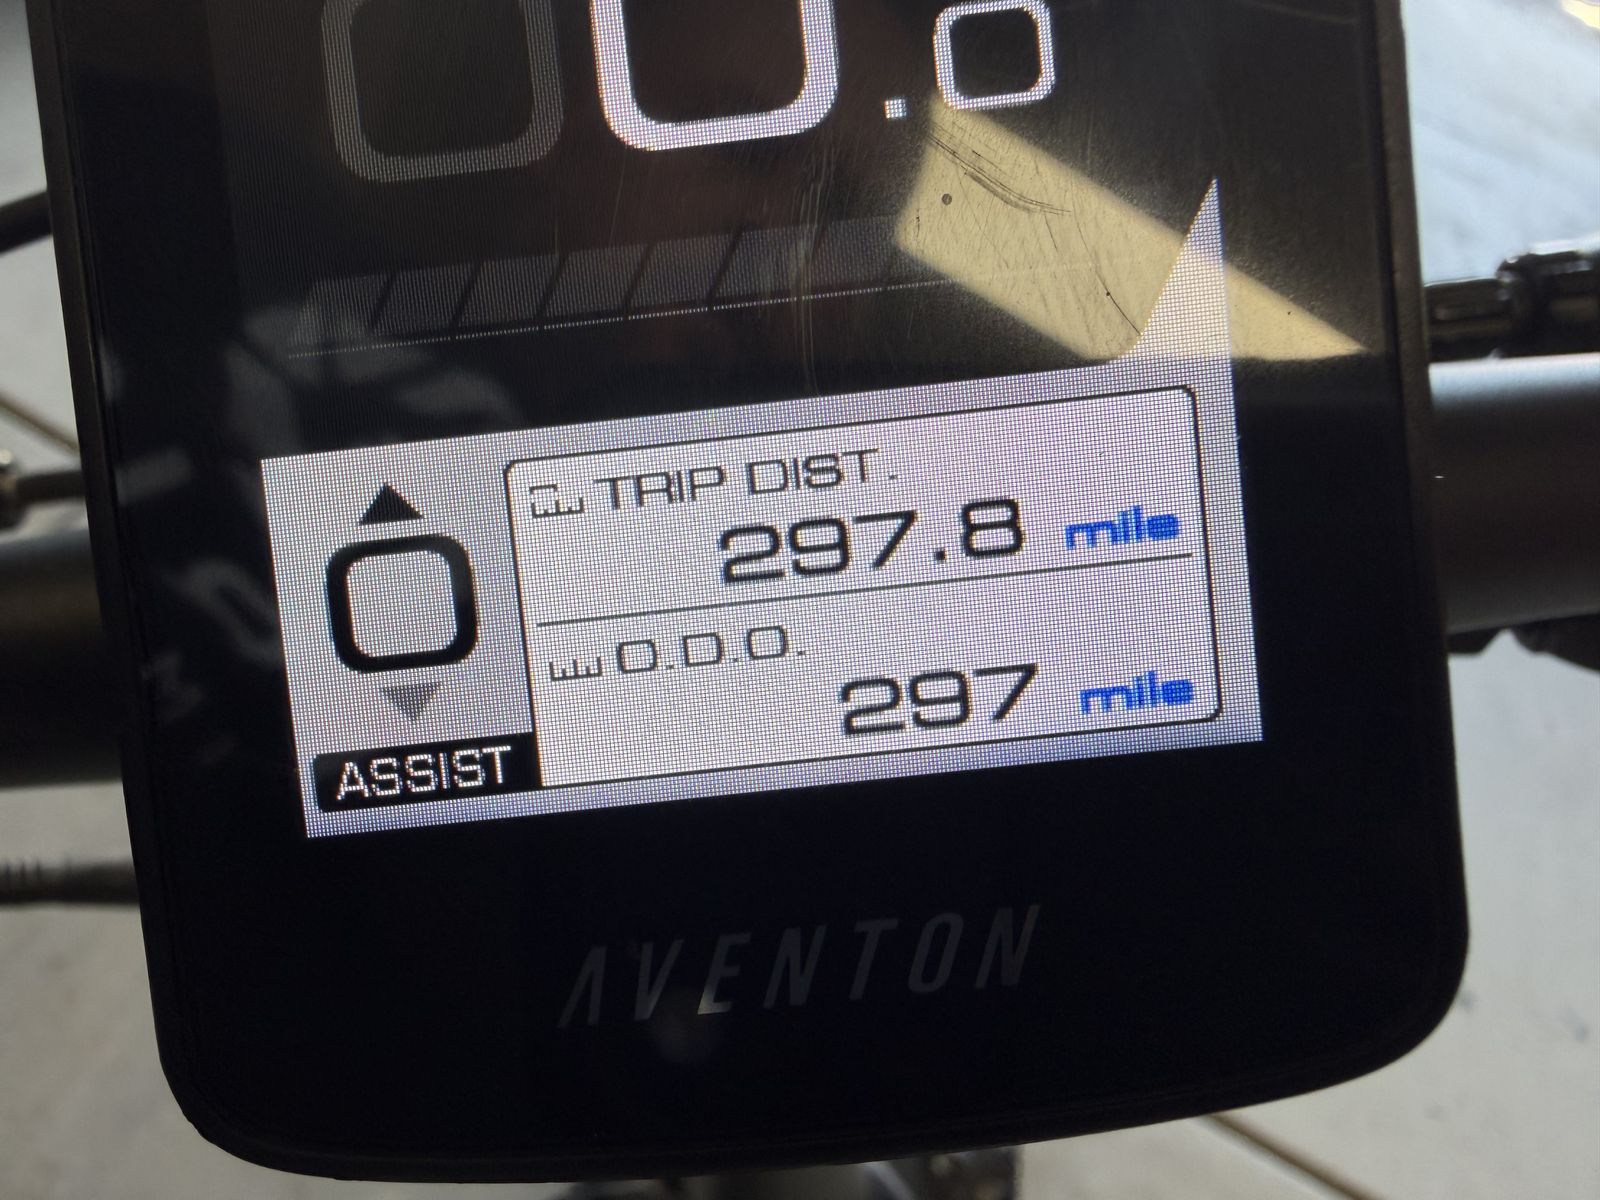 00.0
TRIP DIST.
297.8 mile
O.D.O.
297 mile
0
ASSIST
AVENTON